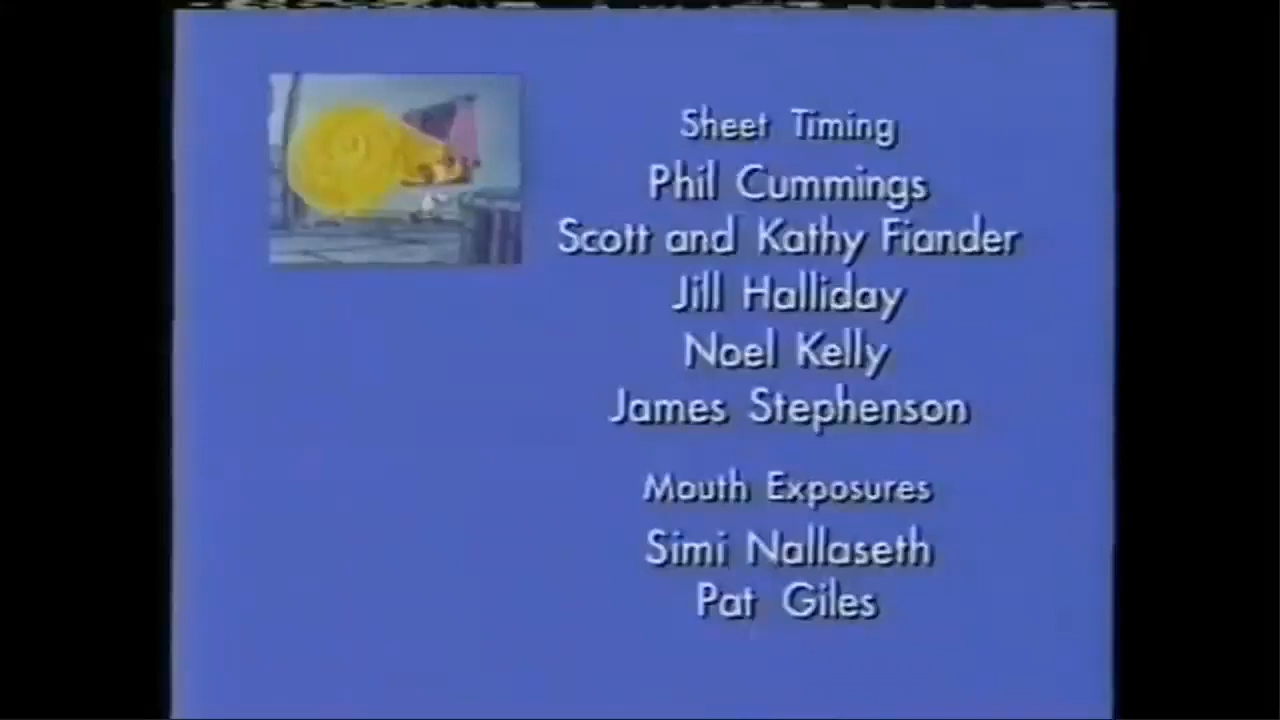 Sheet Timing
Phil Cummings
Scott and Kathy Fiander
Jill Halliday
Noel Kelly
James Stephenson
Mouth Exposures
Simi Nallaseth
Pat Giles